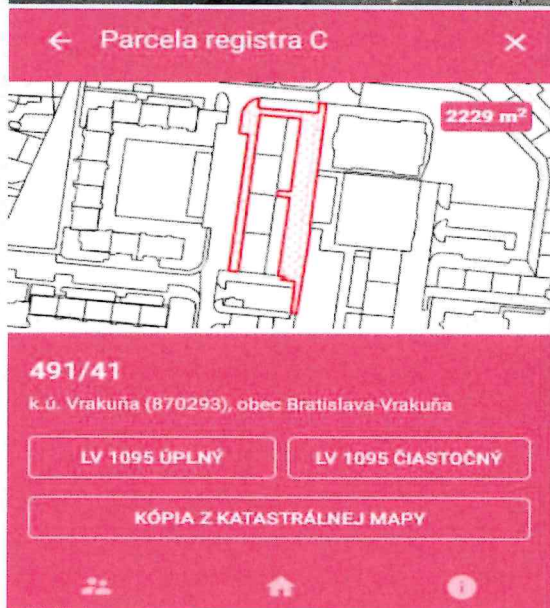 ← Parcela registra C ✕
2229 m²
491/41
k.ú. Vrakuňa (870293), obec Bratislava-Vrakuňa
LV 1095 ÚPLNÝ
LV 1095 ČIASTOČNÝ
KÓPIA Z KATASTRÁLNEJ MAPY